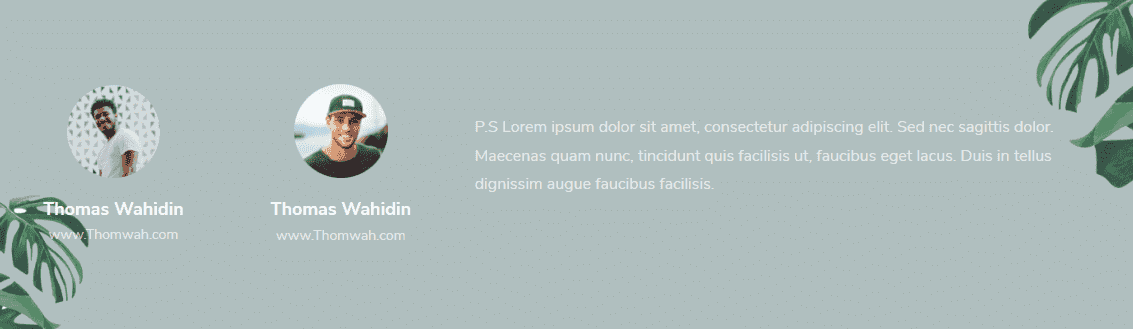 Thomas Wahidin
www.Thomwah.com
Thomas Wahidin
www.Thomwah.com
P.S Lorem ipsum dolor sit amet, consectetur adipiscing elit. Sed nec sagittis dolor.
Maecenas quam nunc, tincidunt quis facilisis ut, faucibus eget lacus. Duis in tellus
dignissim augue faucibus facilisis.